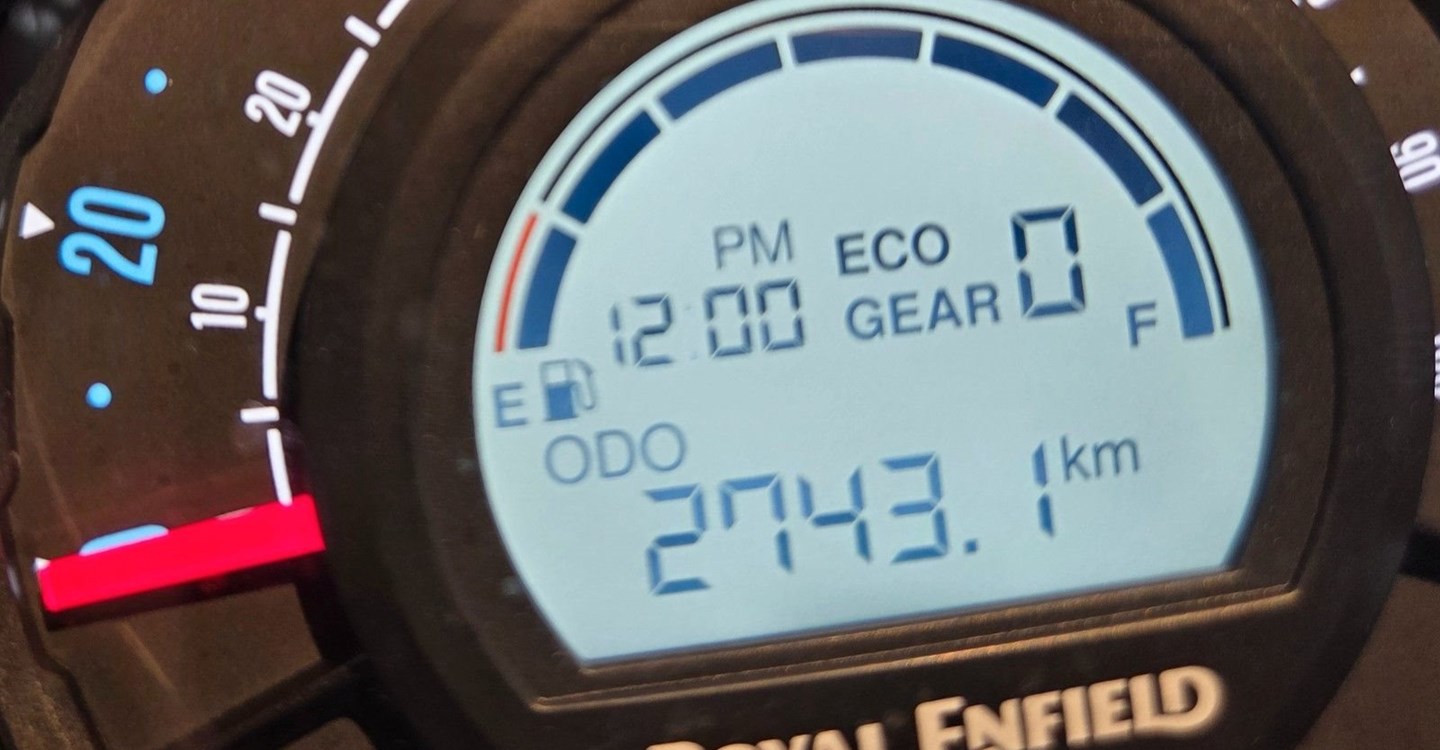 20
20
10
PM ECO 0
12:00 GEAR
E F
ODO
2743.1 km
ROYAL ENFIELD